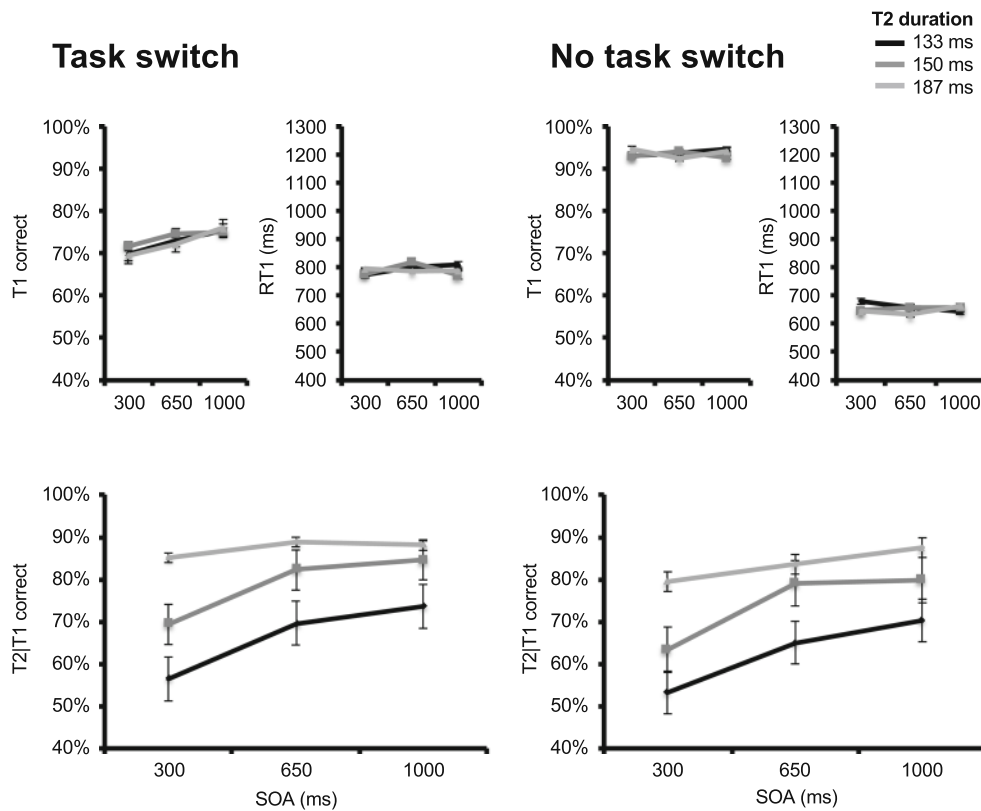 T2 duration
133 ms
150 ms
187 ms
Task switch
No task switch
100%
90%
80%
70%
60%
50%
40%
T1 correct
300 650 1000
1300
1200
1100
1000
900
800
700
600
500
400
RT1 (ms)
300 650 1000
100%
90%
80%
70%
60%
50%
40%
T1 correct
300 650 1000
1300
1200
1100
1000
900
800
700
600
500
400
RT1 (ms)
300 650 1000
100%
90%
80%
70%
60%
50%
40%
T2|T1 correct
300 650 1000
SOA (ms)
100%
90%
80%
70%
60%
50%
40%
T2|T1 correct
300 650 1000
SOA (ms)